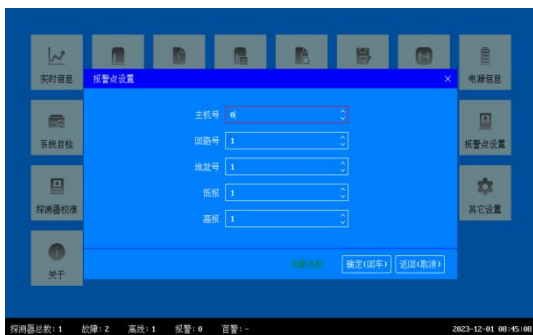 实时信息
电源信息
报警点设置 ×
主机号 0
系统自检
回路号 1
报警点设置
地址号 1
低报 1
探测器校准
其它设置
高报 1
确定(回车) 返回(取消)
关于
探测器总数:1 故障:2 离线:1 报警:0 首警:- 2023-12-01 08:45:08